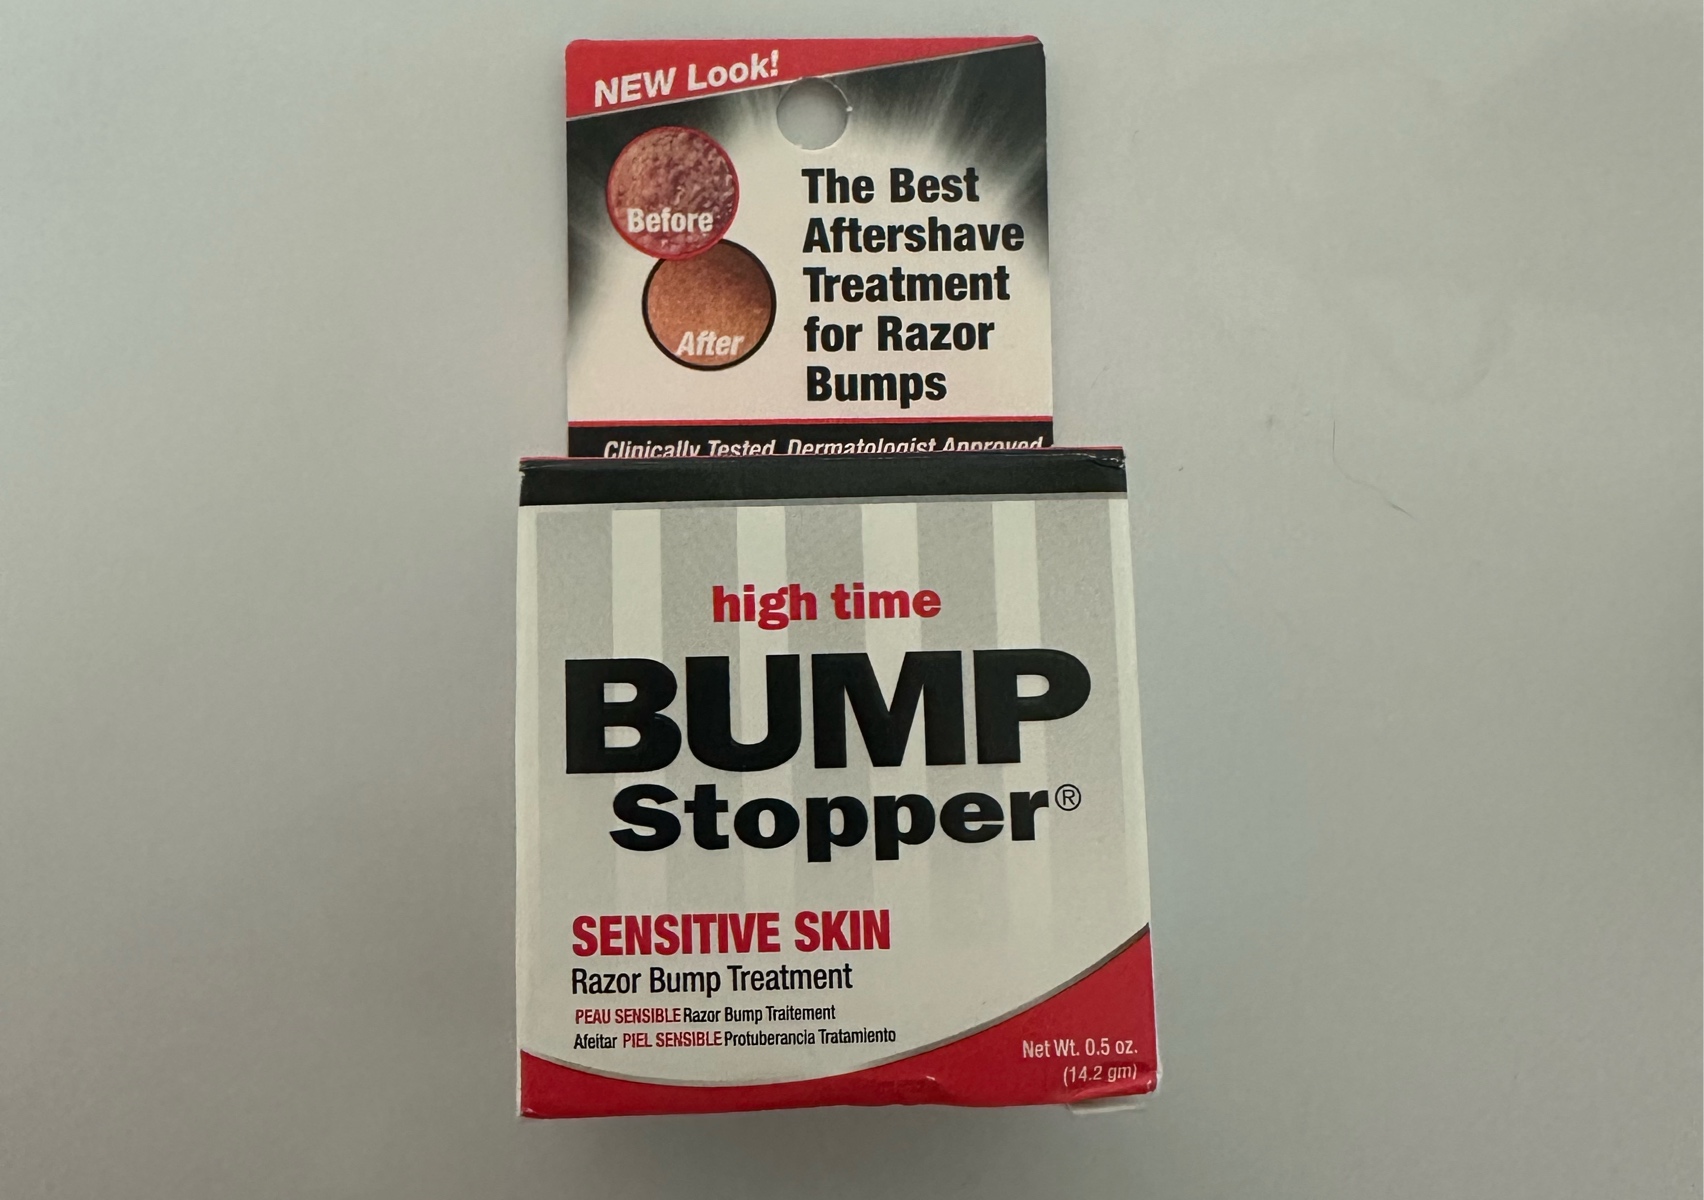 NEW Look!
Before
After
The Best
Aftershave
Treatment
for Razor
Bumps
Clinically Tested, Dermatologist Approved
high time
BUMP
Stopper®
SENSITIVE SKIN
Razor Bump Treatment
PEAU SENSIBLE Razor Bump Traitement
Afeitar PIEL SENSIBLE Protuberancia Tratamiento
Net Wt. 0.5 oz.
(14.2 gm)